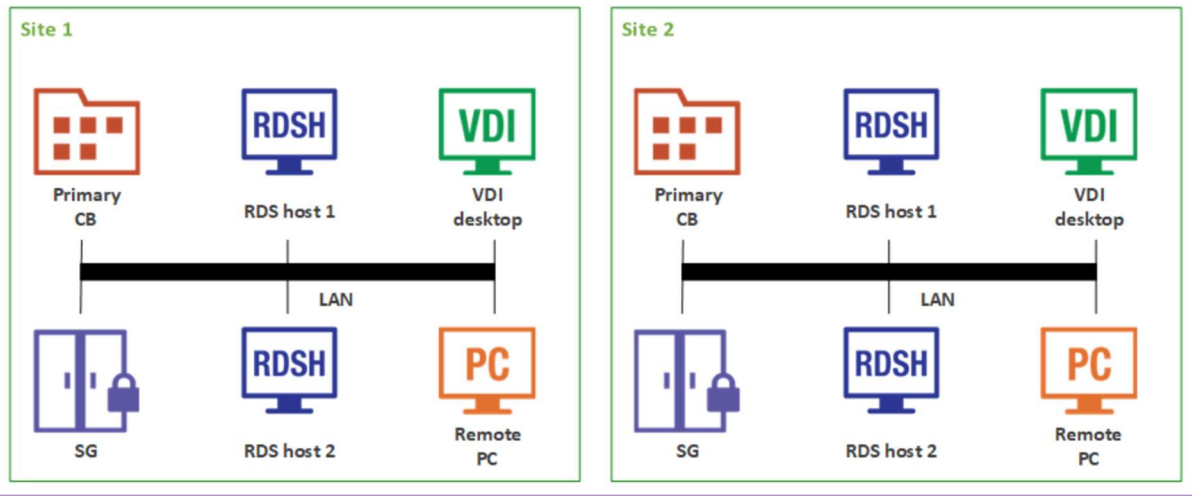 Site 1
RDSH
VDI
Primary
CB
RDS host 1
VDI
desktop
LAN
RDSH
PC
SG
RDS host 2
Remote
PC
Site 2
RDSH
VDI
Primary
CB
RDS host 1
VDI
desktop
LAN
RDSH
PC
SG
RDS host 2
Remote
PC